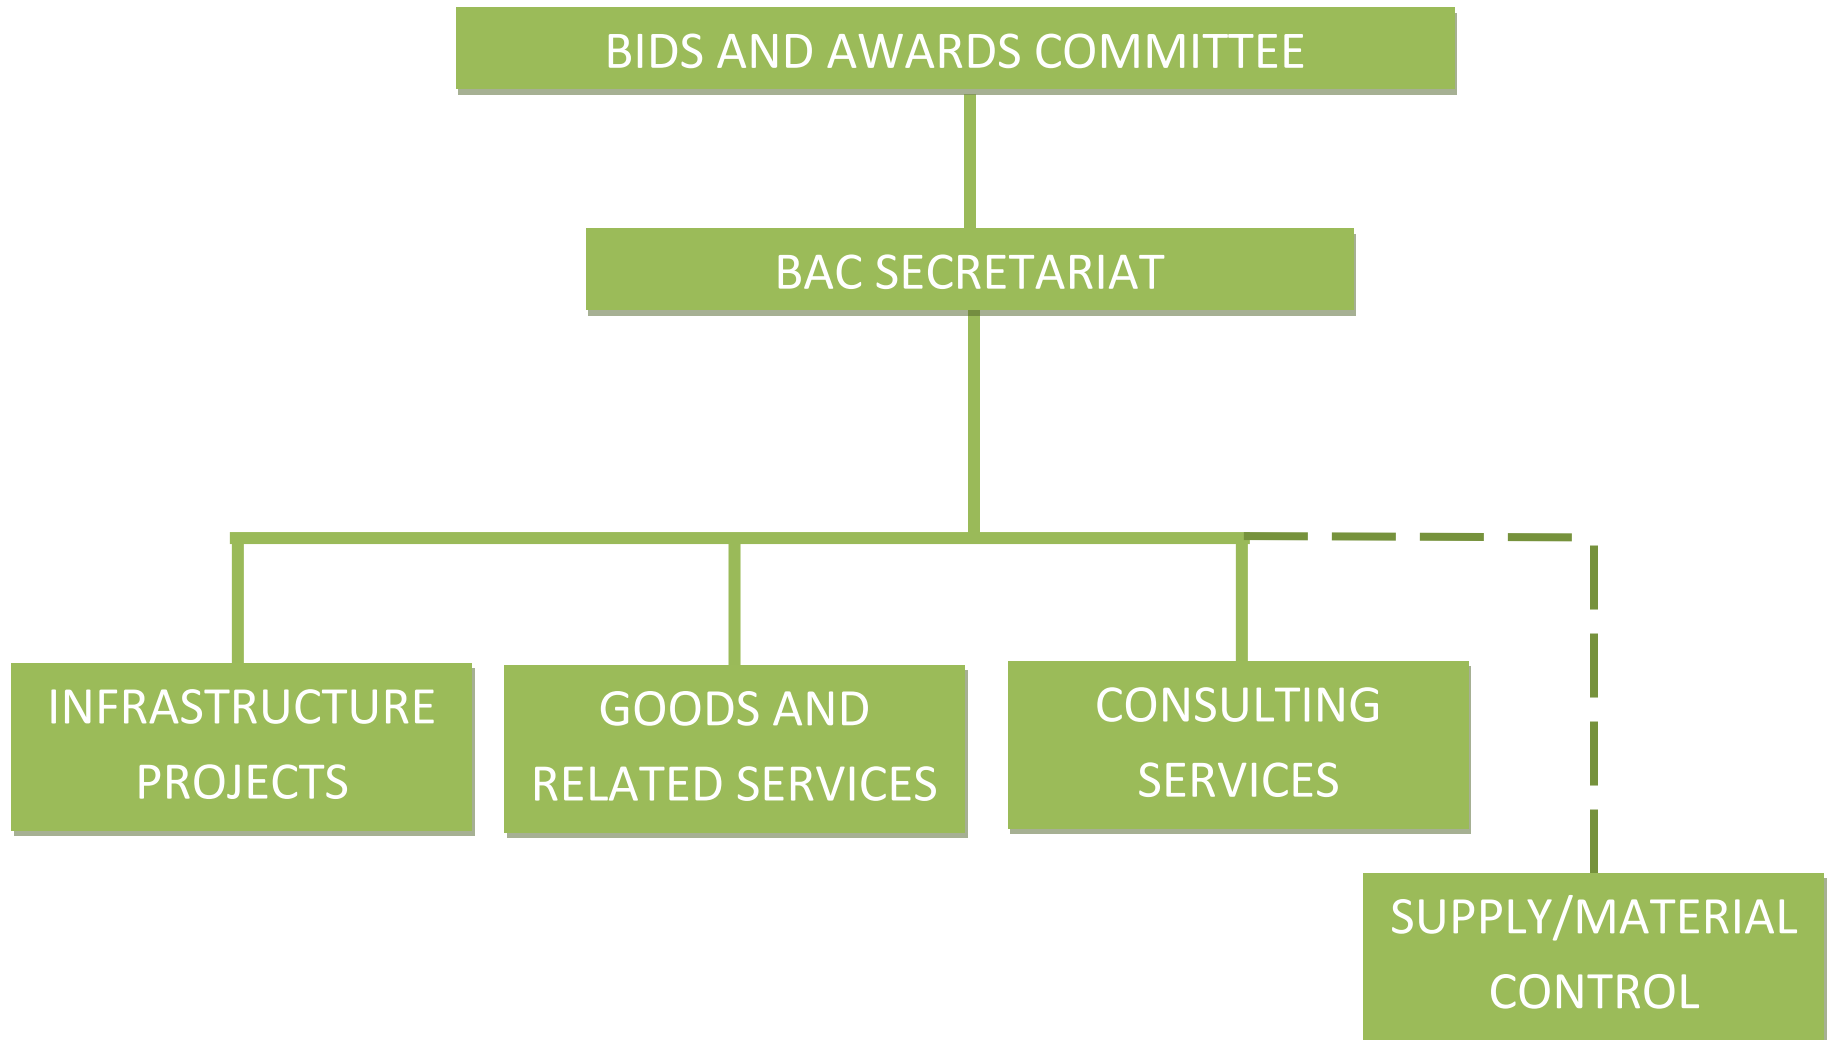 BIDS AND AWARDS COMMITTEE
BAC SECRETARIAT
INFRASTRUCTURE
PROJECTS
GOODS AND
RELATED SERVICES
CONSULTING
SERVICES
SUPPLY/MATERIAL
CONTROL